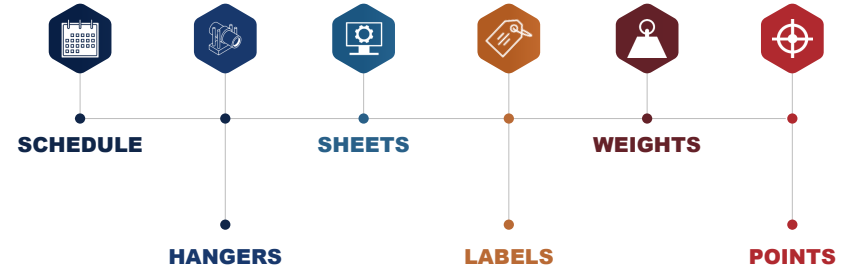 SCHEDULE
SHEETS
WEIGHTS
HANGERS
LABELS
POINTS